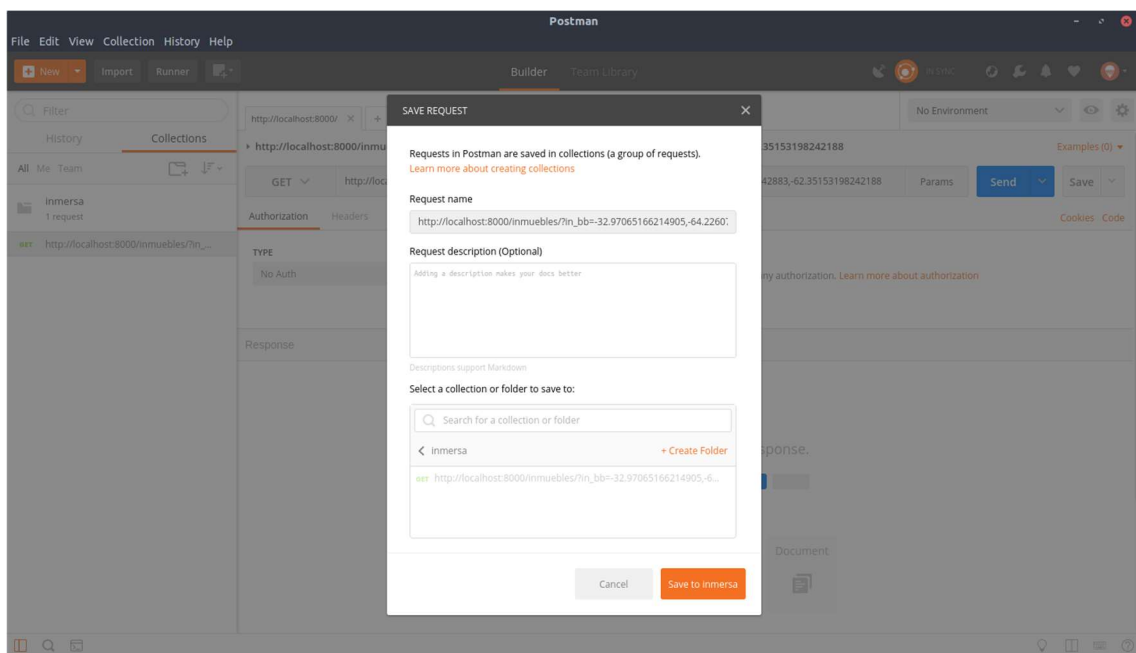 Postman
File Edit View Collection History Help
New Import Runner Builder Team Library IN SYNC
Filter
History Collections
All Me Team
inmersa
1 request
GET http://localhost:8000/inmuebles/?in_...
http://localhost:8000/
No Environment
http://localhost:8000/inmu
35153198242188
Examples (0)
GET http://loca
42883,-62.35153198242188
Params Send Save
Authorization Headers
Cookies Code
TYPE
No Auth
ny authorization. Learn more about authorization
Response
sponse.
Document
SAVE REQUEST
Requests in Postman are saved in collections (a group of requests).
Learn more about creating collections
Request name
http://localhost:8000/inmuebles/?in_bb=-32.97065166214905,-64.2260
Request description (Optional)
Adding a description makes your docs better
Descriptions support Markdown
Select a collection or folder to save to:
Search for a collection or folder
inmersa + Create Folder
GET http://localhost:8000/inmuebles/?in_bb=-32.97065166214905,-6...
Cancel Save to inmersa